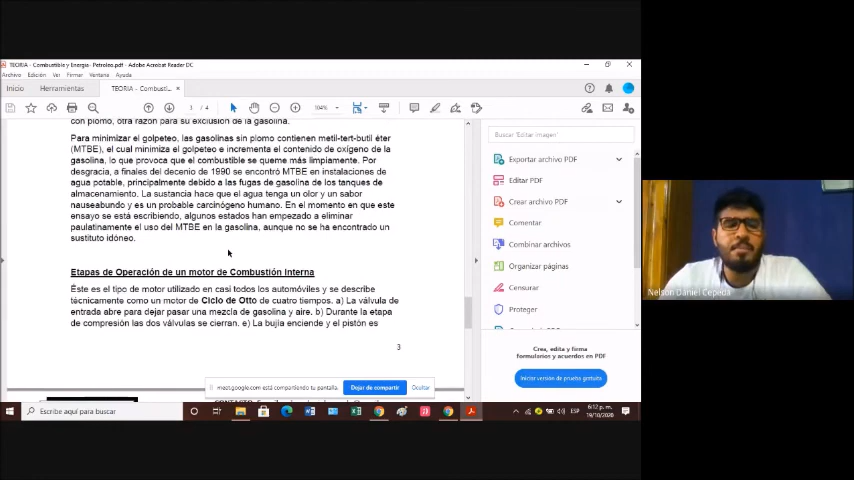 TEORIA - Combustible y Energia- Petroleo.pdf - Adobe Acrobat Reader DC
Archivo Edición Ver Firmar Ventana Ayuda
Inicio Herramientas TEORIA - Combusti... ×
3 / 4 104%
con plomo, otra razón para su exclusión de la gasolina.
Para minimizar el golpeteo, las gasolinas sin plomo contienen metil-tert-butil éter
(MTBE), el cual minimiza el golpeteo e incrementa el contenido de oxígeno de la
gasolina, lo que provoca que el combustible se queme más limpiamente. Por
desgracia, a finales del decenio de 1990 se encontró MTBE en instalaciones de
agua potable, principalmente debido a las fugas de gasolina de los tanques de
almacenamiento. La sustancia hace que el agua tenga un olor y un sabor
nauseabundo y es un probable carcinógeno humano. En el momento en que este
ensayo se está escribiendo, algunos estados han empezado a eliminar
paulatinamente el uso del MTBE en la gasolina, aunque no se ha encontrado un
sustituto idóneo.
Etapas de Operación de un motor de Combustión Interna
Éste es el tipo de motor utilizado en casi todos los automóviles y se describe
técnicamente como un motor de Ciclo de Otto de cuatro tiempos. a) La válvula de
entrada abre para dejar pasar una mezcla de gasolina y aire. b) Durante la etapa
de compresión las dos válvulas se cierran. e) La bujía enciende y el pistón es
3
Buscar 'Editar imagen'
Exportar archivo PDF
Editar PDF
Crear archivo PDF
Comentar
Combinar archivos
Organizar páginas
Censurar
Proteger
Crea, edita y firma
formularios y acuerdos en PDF
Iniciar versión de prueba gratuita
meet.google.com está compartiendo tu pantalla. Dejar de compartir Ocultar
Escribe aquí para buscar
ESP
6:12 p. m.
19/10/2020
Nelson Daniel Cepeda